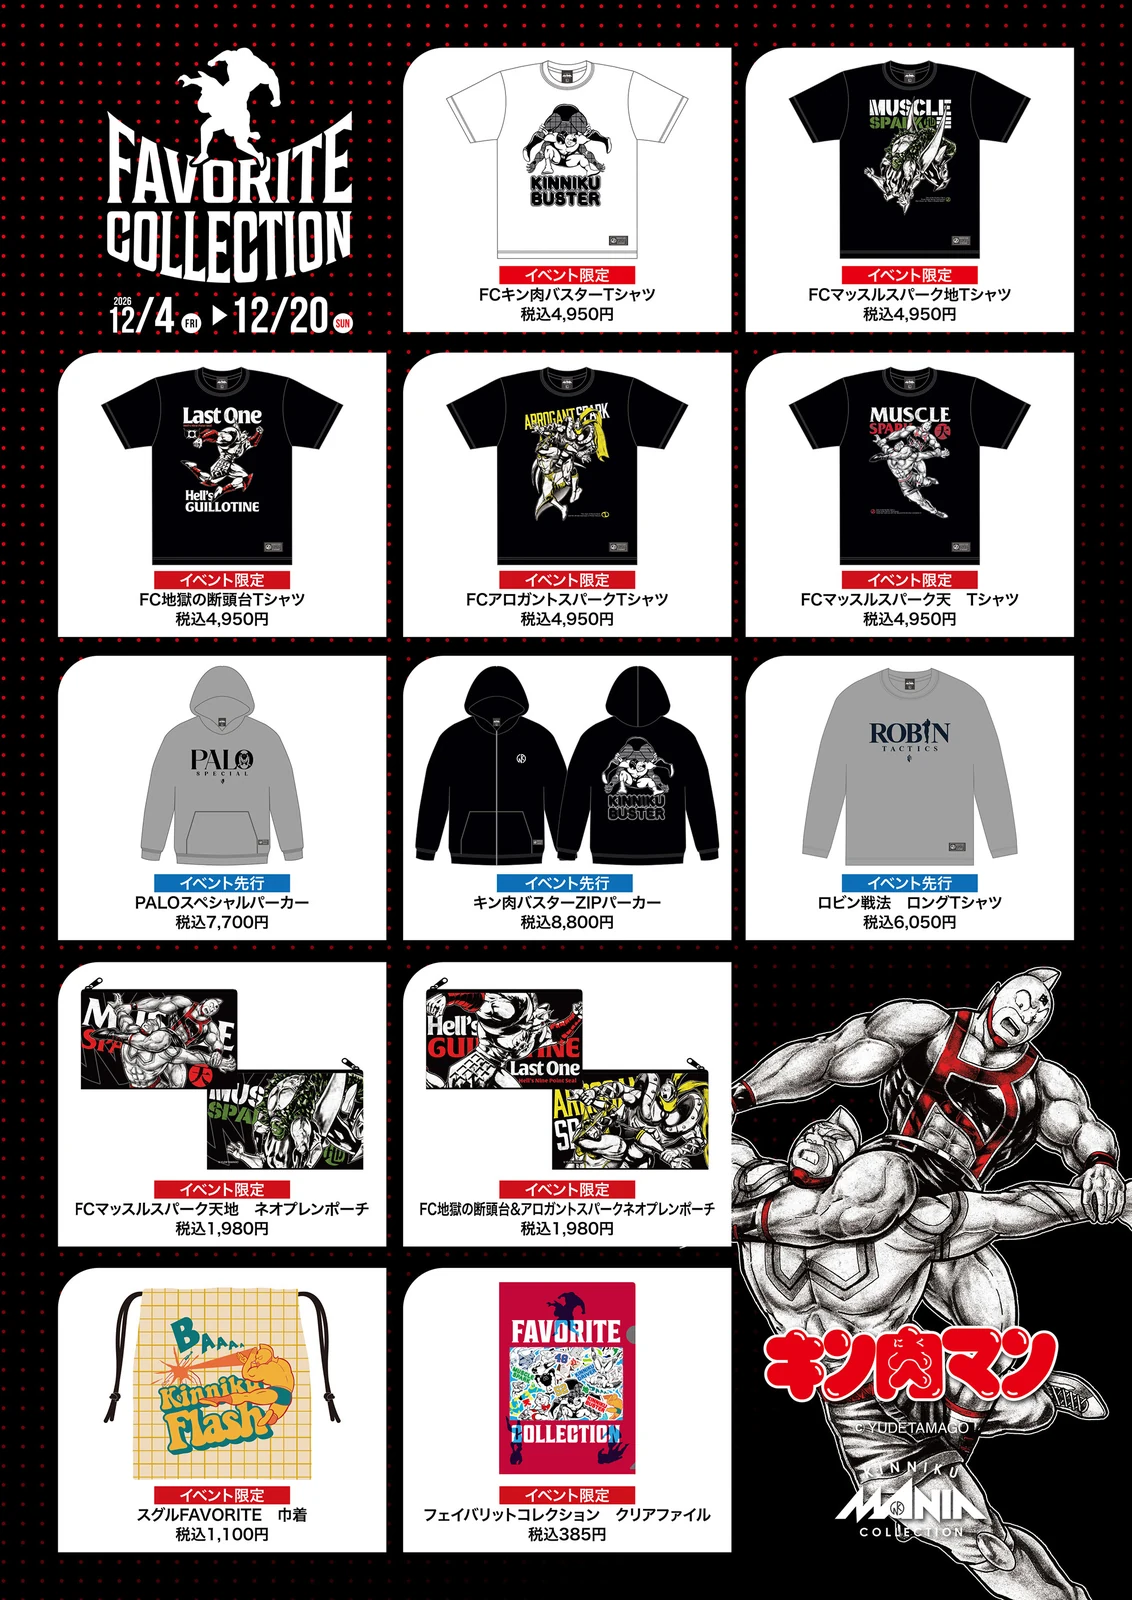 FAVORITE
COLLECTION
2026
12/4 FRI ▶ 12/20 SUN
KINNIKU
BUSTER
イベント限定
FCキン肉バスターTシャツ
税込4,950円
MUSCLE
SPARK
イベント限定
FCマッスルスパーク地Tシャツ
税込4,950円
Last One
Hell's
GUILLOTINE
イベント限定
FC地獄の断頭台Tシャツ
税込4,950円
ARROGANT SPARK
イベント限定
FCアロガントスパークTシャツ
税込4,950円
MUSCLE
SPARK
天
イベント限定
FCマッスルスパーク天　Tシャツ
税込4,950円
PALO
SPECIAL
イベント先行
PALOスペシャルパーカー
税込7,700円
KINNIKU
BUSTER
イベント先行
キン肉バスターZIPパーカー
税込8,800円
ROBIN
TACTICS
イベント先行
ロビン戦法　ロングTシャツ
税込6,050円
天
イベント限定
FCマッスルスパーク天地　ネオプレンポーチ
税込1,980円
Hell's
Last One
Hell's Nine Point Seal
イベント限定
FC地獄の断頭台&アロガントスパークネオプレンポーチ
税込1,980円
BAAAA.
Kinniku
Flash
イベント限定
スグルFAVORITE　巾着
税込1,100円
FAVORITE
COLLECTION
イベント限定
フェイバリットコレクション　クリアファイル
税込385円
キン肉マン
に
©YUDETAMAGO
KINNIKU
MANIA
COLLECTION